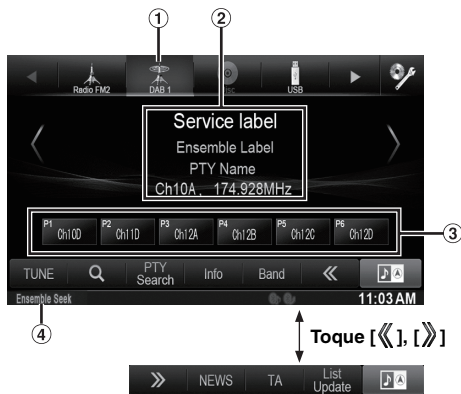 ① ②
Radio FM2 DAB 1 Disc USB
Service label
Ensemble Label
PTY Name
Ch10A, 174.928MHz
P1 Ch10D P2 Ch11D P3 Ch12A P4 Ch12B P5 Ch12C P6 Ch12D
③
TUNE PTY Search Info Band 《
Ensemble Seek 11:03 AM
④
Toque [《], [》]
》 NEWS TA List Update